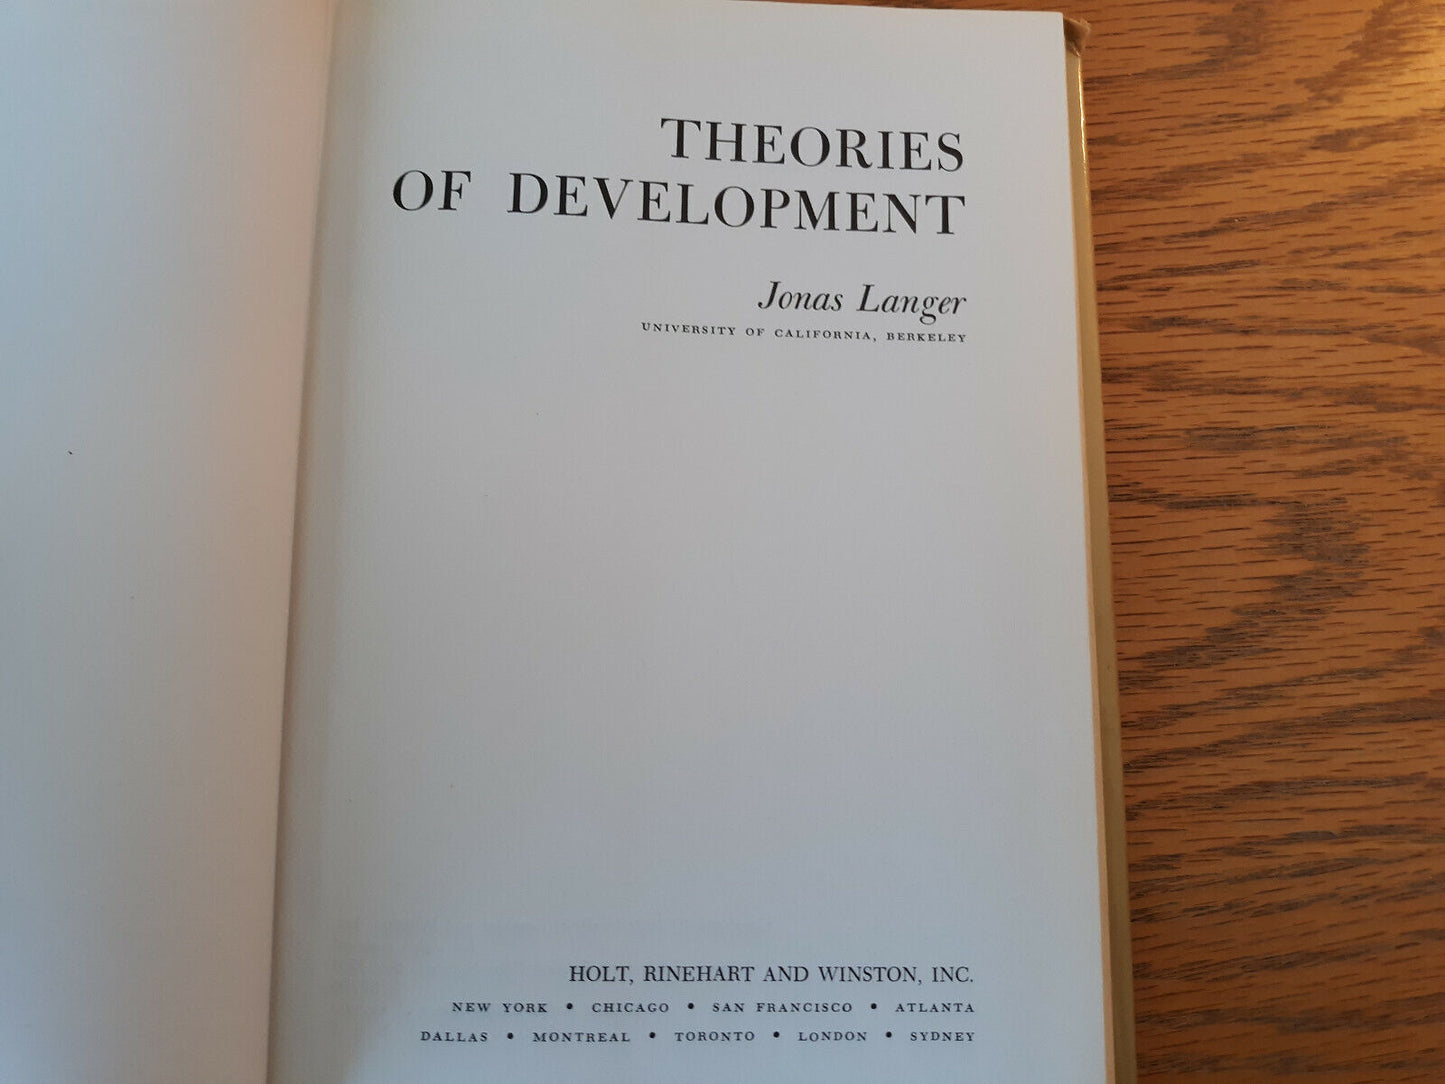 THEORIES
OF DEVELOPMENT
Jonas Langer
UNIVERSITY OF CALIFORNIA, BERKELEY
HOLT, RINEHART AND WINSTON, INC.
NEW YORK • CHICAGO • SAN FRANCISCO • ATLANTA
DALLAS • MONTREAL • TORONTO • LONDON • SYDNEY